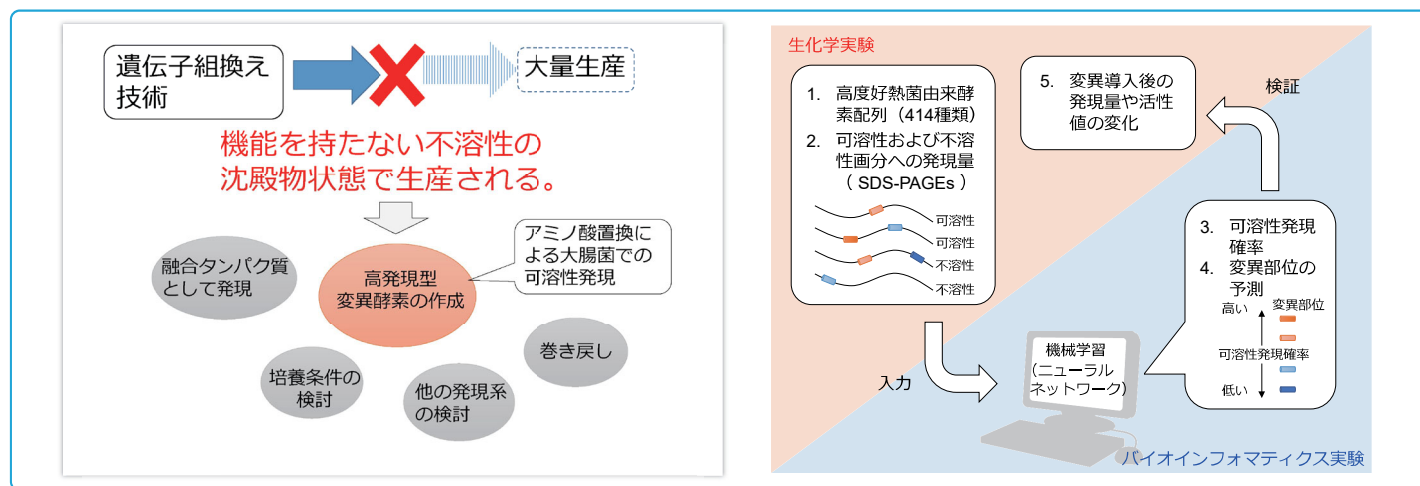 遺伝子組換え
技術
大量生産
機能を持たない不溶性の
沈殿物状態で生産される。
アミノ酸置換に
よる大腸菌での
可溶性発現
融合タンパク質
として発現
高発現型
変異酵素の作成
巻き戻し
培養条件の
検討
他の発現系
の検討
生化学実験
1. 高度好熱菌由来酵
素配列（414種類）
2. 可溶性および不溶
性画分への発現量
（ SDS-PAGEs ）
可溶性
可溶性
不溶性
不溶性
5. 変異導入後の
発現量や活性
値の変化
検証
3. 可溶性発現
確率
4. 変異部位の
予測
高い
変異部位
可溶性発現確率
低い
入力
機械学習
（ニューラル
ネットワーク）
バイオインフォマティクス実験